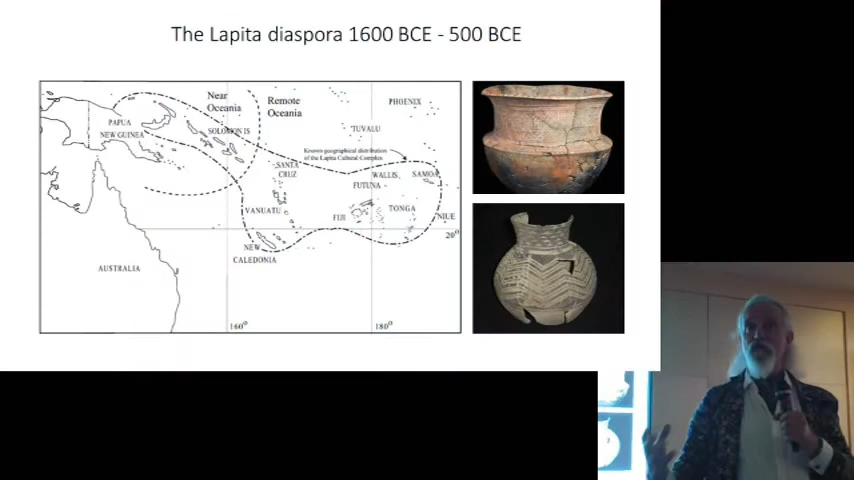 The Lapita diaspora 1600 BCE - 500 BCE
Near
Oceania
Remote
Oceania
PHOENIX
PAPUA
NEW GUINEA
SOLOMON IS
TUVALU
Known geographical distribution
of the Lapita Cultural Complex
SANTA
CRUZ
WALLIS,
FUTUNA
SAMOA
VANUATU
FIJI
TONGA
NIUE
20°
NEW
CALEDONIA
AUSTRALIA
160°
180°